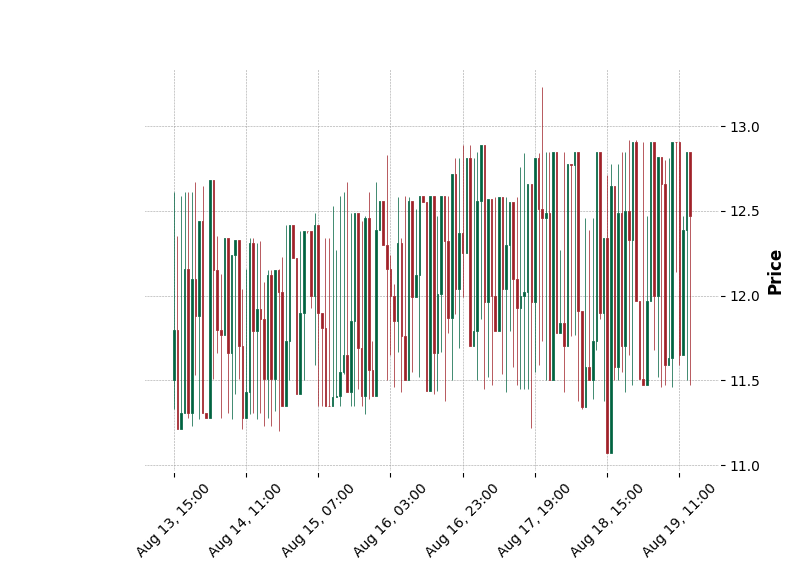 13.0
12.5
12.0
11.5
11.0
Price
Aug 13, 15:00
Aug 14, 11:00
Aug 15, 07:00
Aug 16, 03:00
Aug 16, 23:00
Aug 17, 19:00
Aug 18, 15:00
Aug 19, 11:00